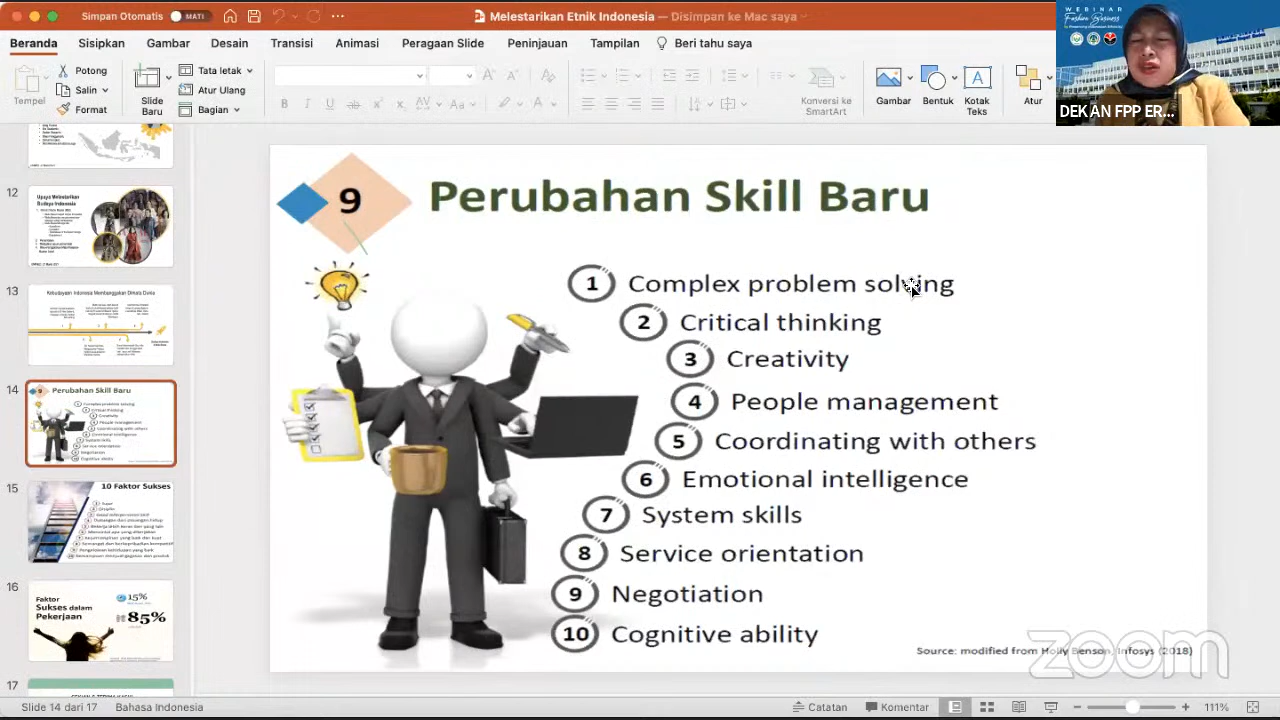 Simpan Otomatis MATI
Melestarikan Etnik Indonesia — Disimpan ke Mac saya
Beranda Sisipkan Gambar Desain Transisi Animasi Peragaan Slide Peninjauan Tampilan Beri tahu saya
Tempel
Potong
Salin
Format
Slide Baru
Tata letak
Atur Ulang
Bagian
Konversi ke SmartArt
Gambar
Bentuk
Kotak Teks
Atur
WEBINAR
Fashion Business
DEKAN FPP ER...
12
Upaya Melestarikan
Budaya Indonesia
13
Kebudayaan Indonesia Membanggakan Dimata Dunia
14
9 Perubahan Skill Baru
15
10 Faktor Sukses
16
Faktor
Sukses dalam
Pekerjaan
15%
85%
17
9
Perubahan Skill Baru
1 Complex problem solving
2 Critical thinking
3 Creativity
4 People management
5 Coordinating with others
6 Emotional intelligence
7 System skills
8 Service orientation
9 Negotiation
10 Cognitive ability
Source: modified from Holly Benson, Infosys (2018)
zoom
Slide 14 dari 17 Bahasa Indonesia Catatan Komentar 111%